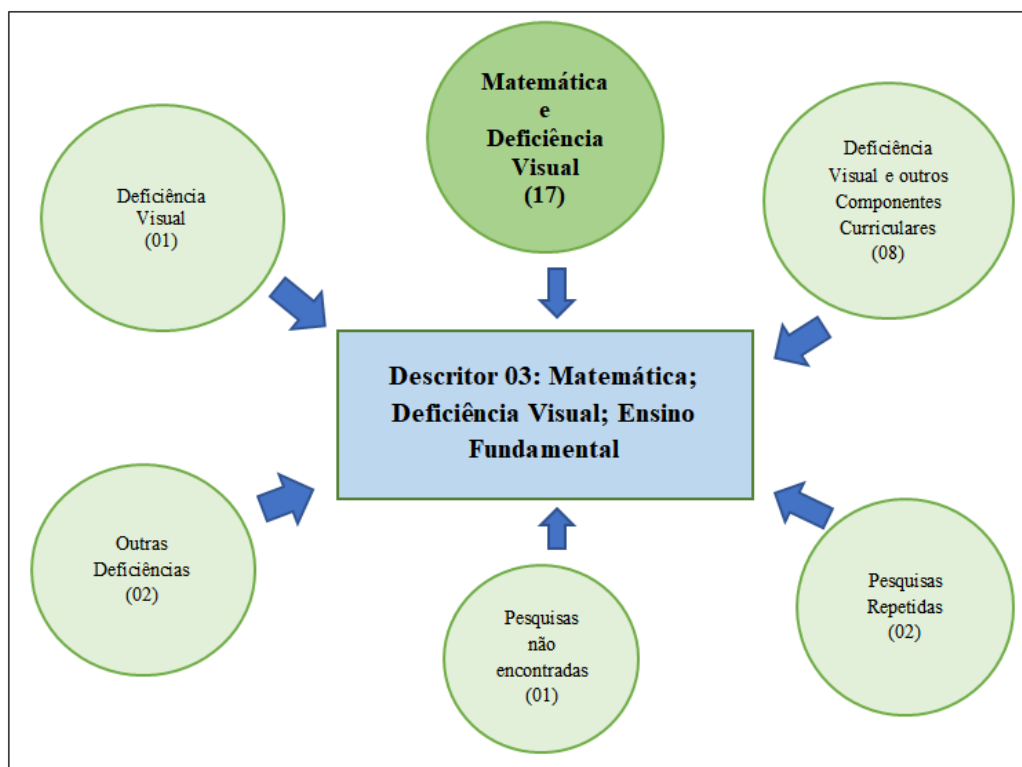 Matemática
e
Deficiência
Visual
(17)
Deficiência
Visual
(01)
Deficiência
Visual e outros
Componentes
Curriculares
(08)
Descritor 03: Matemática;
Deficiência Visual; Ensino
Fundamental
Outras
Deficiências
(02)
Pesquisas
não
encontradas
(01)
Pesquisas
Repetidas
(02)